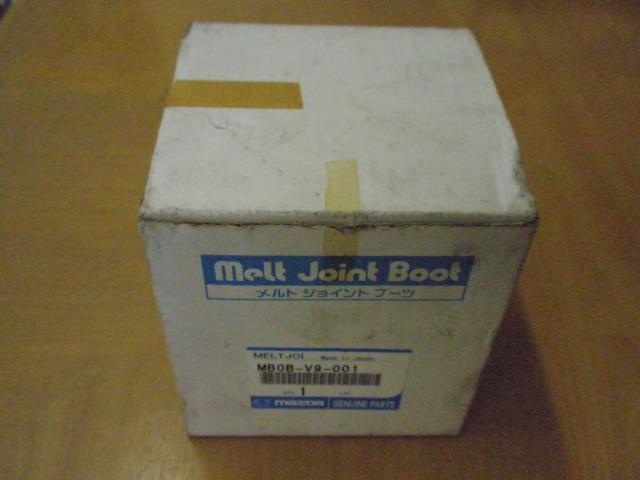 Melt Joint Boot
メルト ジョイント ブーツ
MELTJOI Made in Japan
MB0B-V9-001
1
mazda GENUINE PARTS